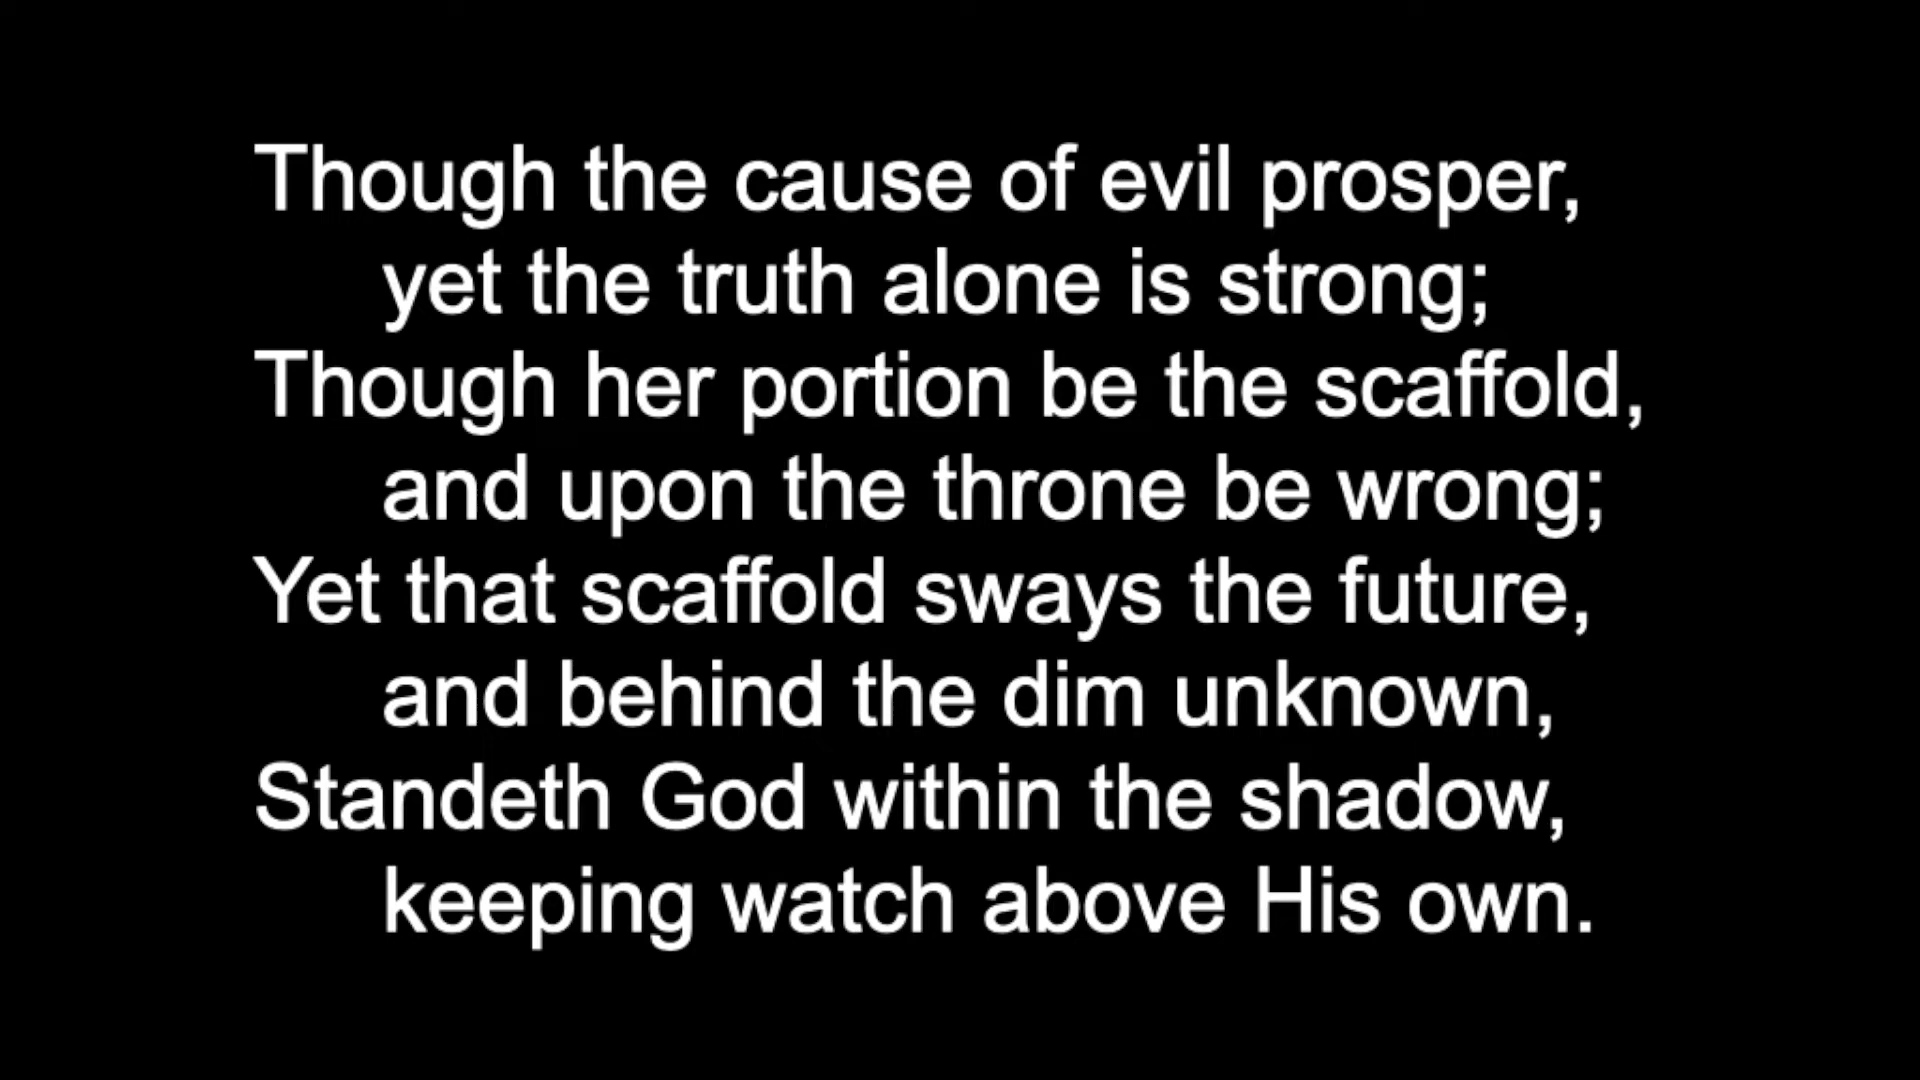 Though the cause of evil prosper,
yet the truth alone is strong;
Though her portion be the scaffold,
and upon the throne be wrong;
Yet that scaffold sways the future,
and behind the dim unknown,
Standeth God within the shadow,
keeping watch above His own.